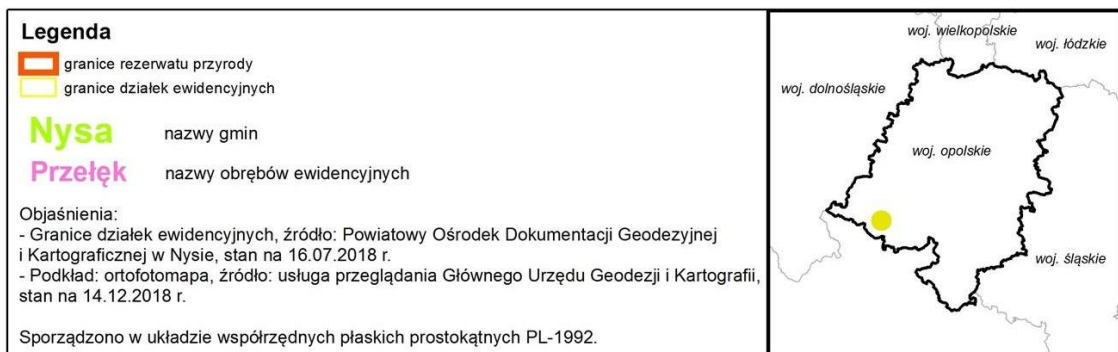 Legenda
granice rezerwatu przyrody
granice działek ewidencyjnych
Nysa nazwy gmin
Przełęk nazwy obrębów ewidencyjnych
Objaśnienia:
- Granice działek ewidencyjnych, źródło: Powiatowy Ośrodek Dokumentacji Geodezyjnej
i Kartograficznej w Nysie, stan na 16.07.2018 r.
- Podkład: ortofotomapa, źródło: usługa przeglądania Głównego Urzędu Geodezji i Kartografii,
stan na 14.12.2018 r.
Sporządzono w układzie współrzędnych płaskich prostokątnych PL-1992.
woj. wielkopolskie
woj. łódzkie
woj. dolnośląskie
woj. opolskie
woj. śląskie